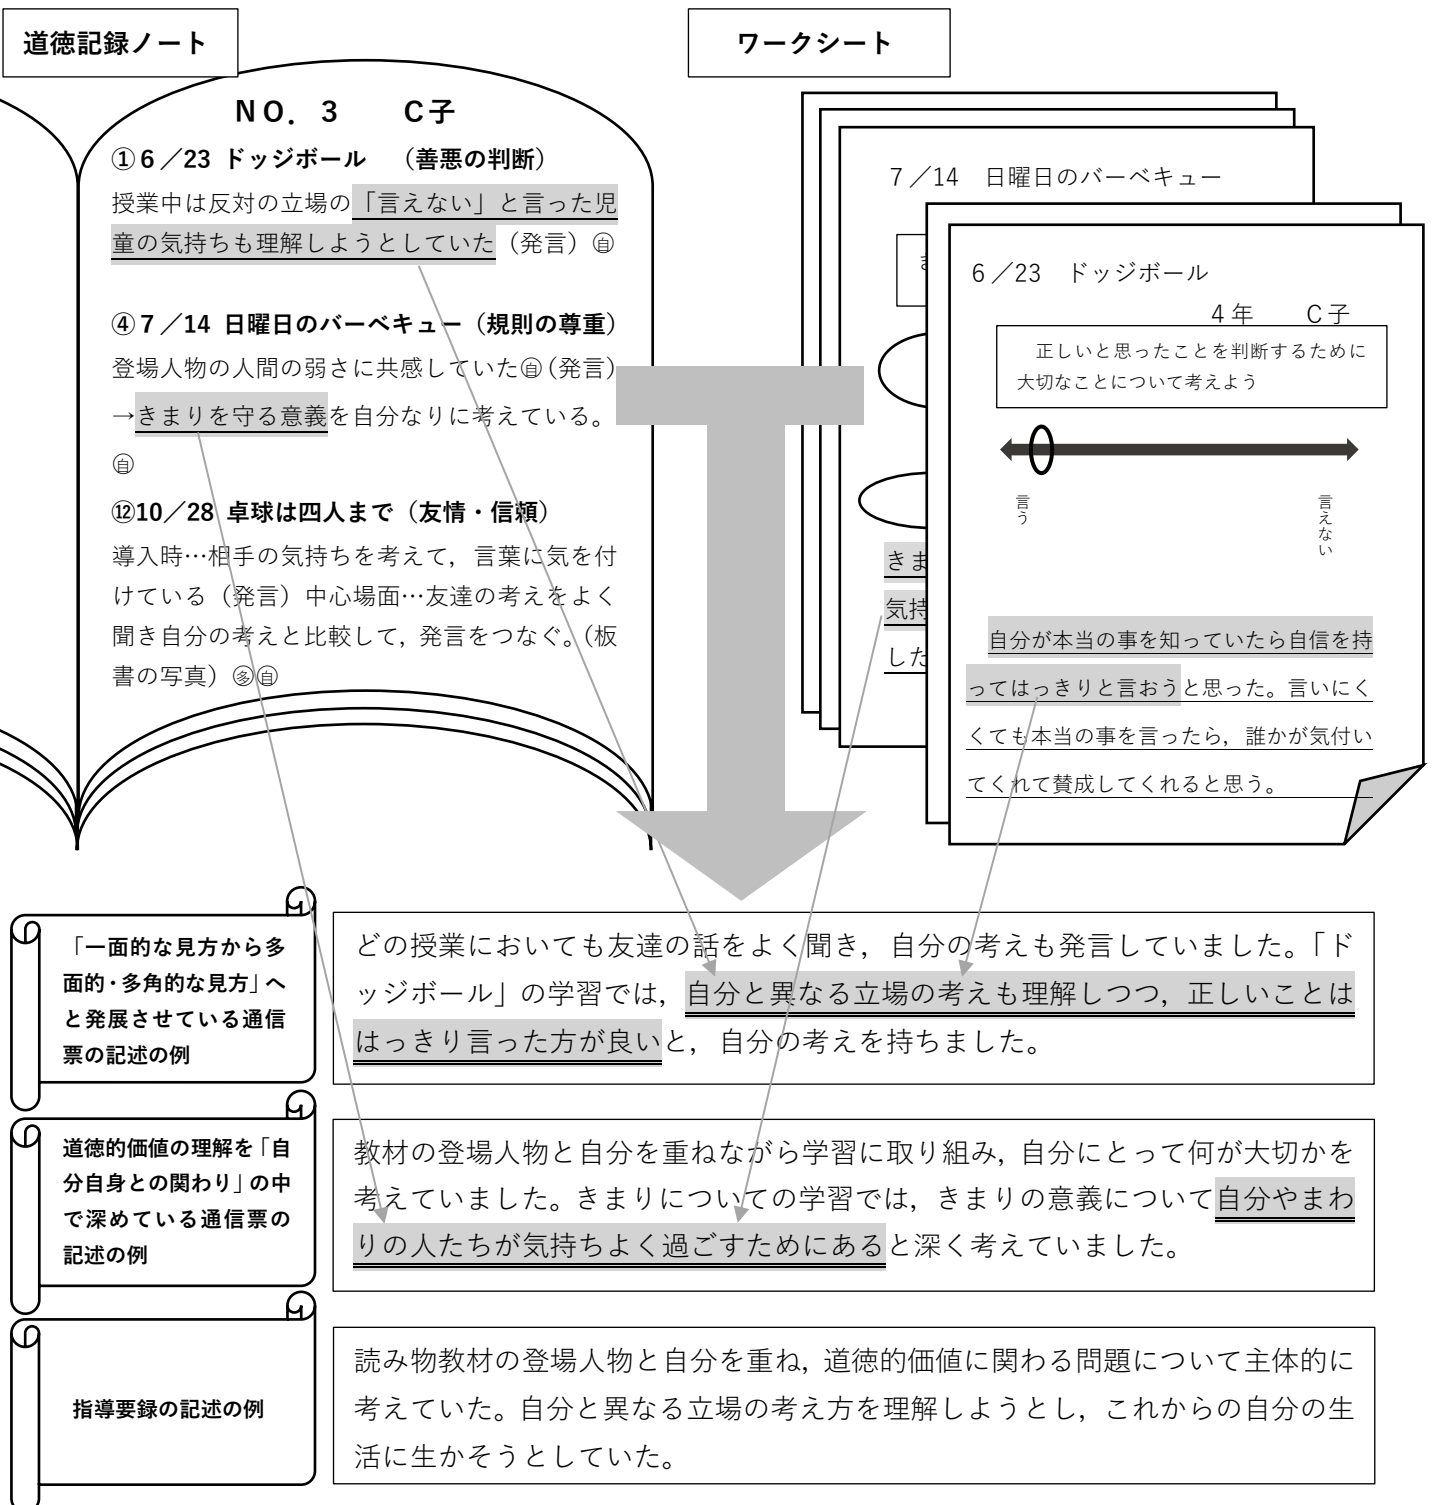 道徳記録ノート
NO. 3　C子
①6／23 ドッジボール　（善悪の判断）
授業中は反対の立場の「言えない」と言った児
童の気持ちも理解しようとしていた（発言）㊀
④7／14 日曜日のバーベキュー（規則の尊重）
登場人物の人間の弱さに共感していた自（発言）
→きまりを守る意義を自分なりに考えている。
自
⑫10／28 卓球は四人まで（友情・信頼）
導入時…相手の気持ちを考えて，言葉に気を付
けている（発言）中心場面…友達の考えをよく
聞き自分の考えと比較して，発言をつなぐ。（板
書の写真）多自
ワークシート
7／14　日曜日のバーベキュー
きま
気持
した
6／23　ドッジボール
4年　C子
正しいと思ったことを判断するために
大切なことについて考えよう
言う
言えない
自分が本当の事を知っていたら自信を持
ってはっきりと言おうと思った。言いにく
くても本当の事を言ったら，誰かが気付い
てくれて賛成してくれると思う。
「一面的な見方から多
面的・多角的な見方」へ
と発展させている通信
票の記述の例
どの授業においても友達の話をよく聞き，自分の考えも発言していました。「ド
ッジボール」の学習では，自分と異なる立場の考えも理解しつつ，正しいことは
はっきり言った方が良いと，自分の考えを持ちました。
道徳的価値の理解を「自
分自身との関わり」の中
で深めている通信票の
記述の例
教材の登場人物と自分を重ねながら学習に取り組み，自分にとって何が大切かを
考えていました。きまりについての学習では，きまりの意義について自分やまわ
りの人たちが気持ちよく過ごすためにあると深く考えていました。
指導要録の記述の例
読み物教材の登場人物と自分を重ね，道徳的価値に関わる問題について主体的に
考えていた。自分と異なる立場の考え方を理解しようとし，これからの自分の生
活に生かそうとしていた。